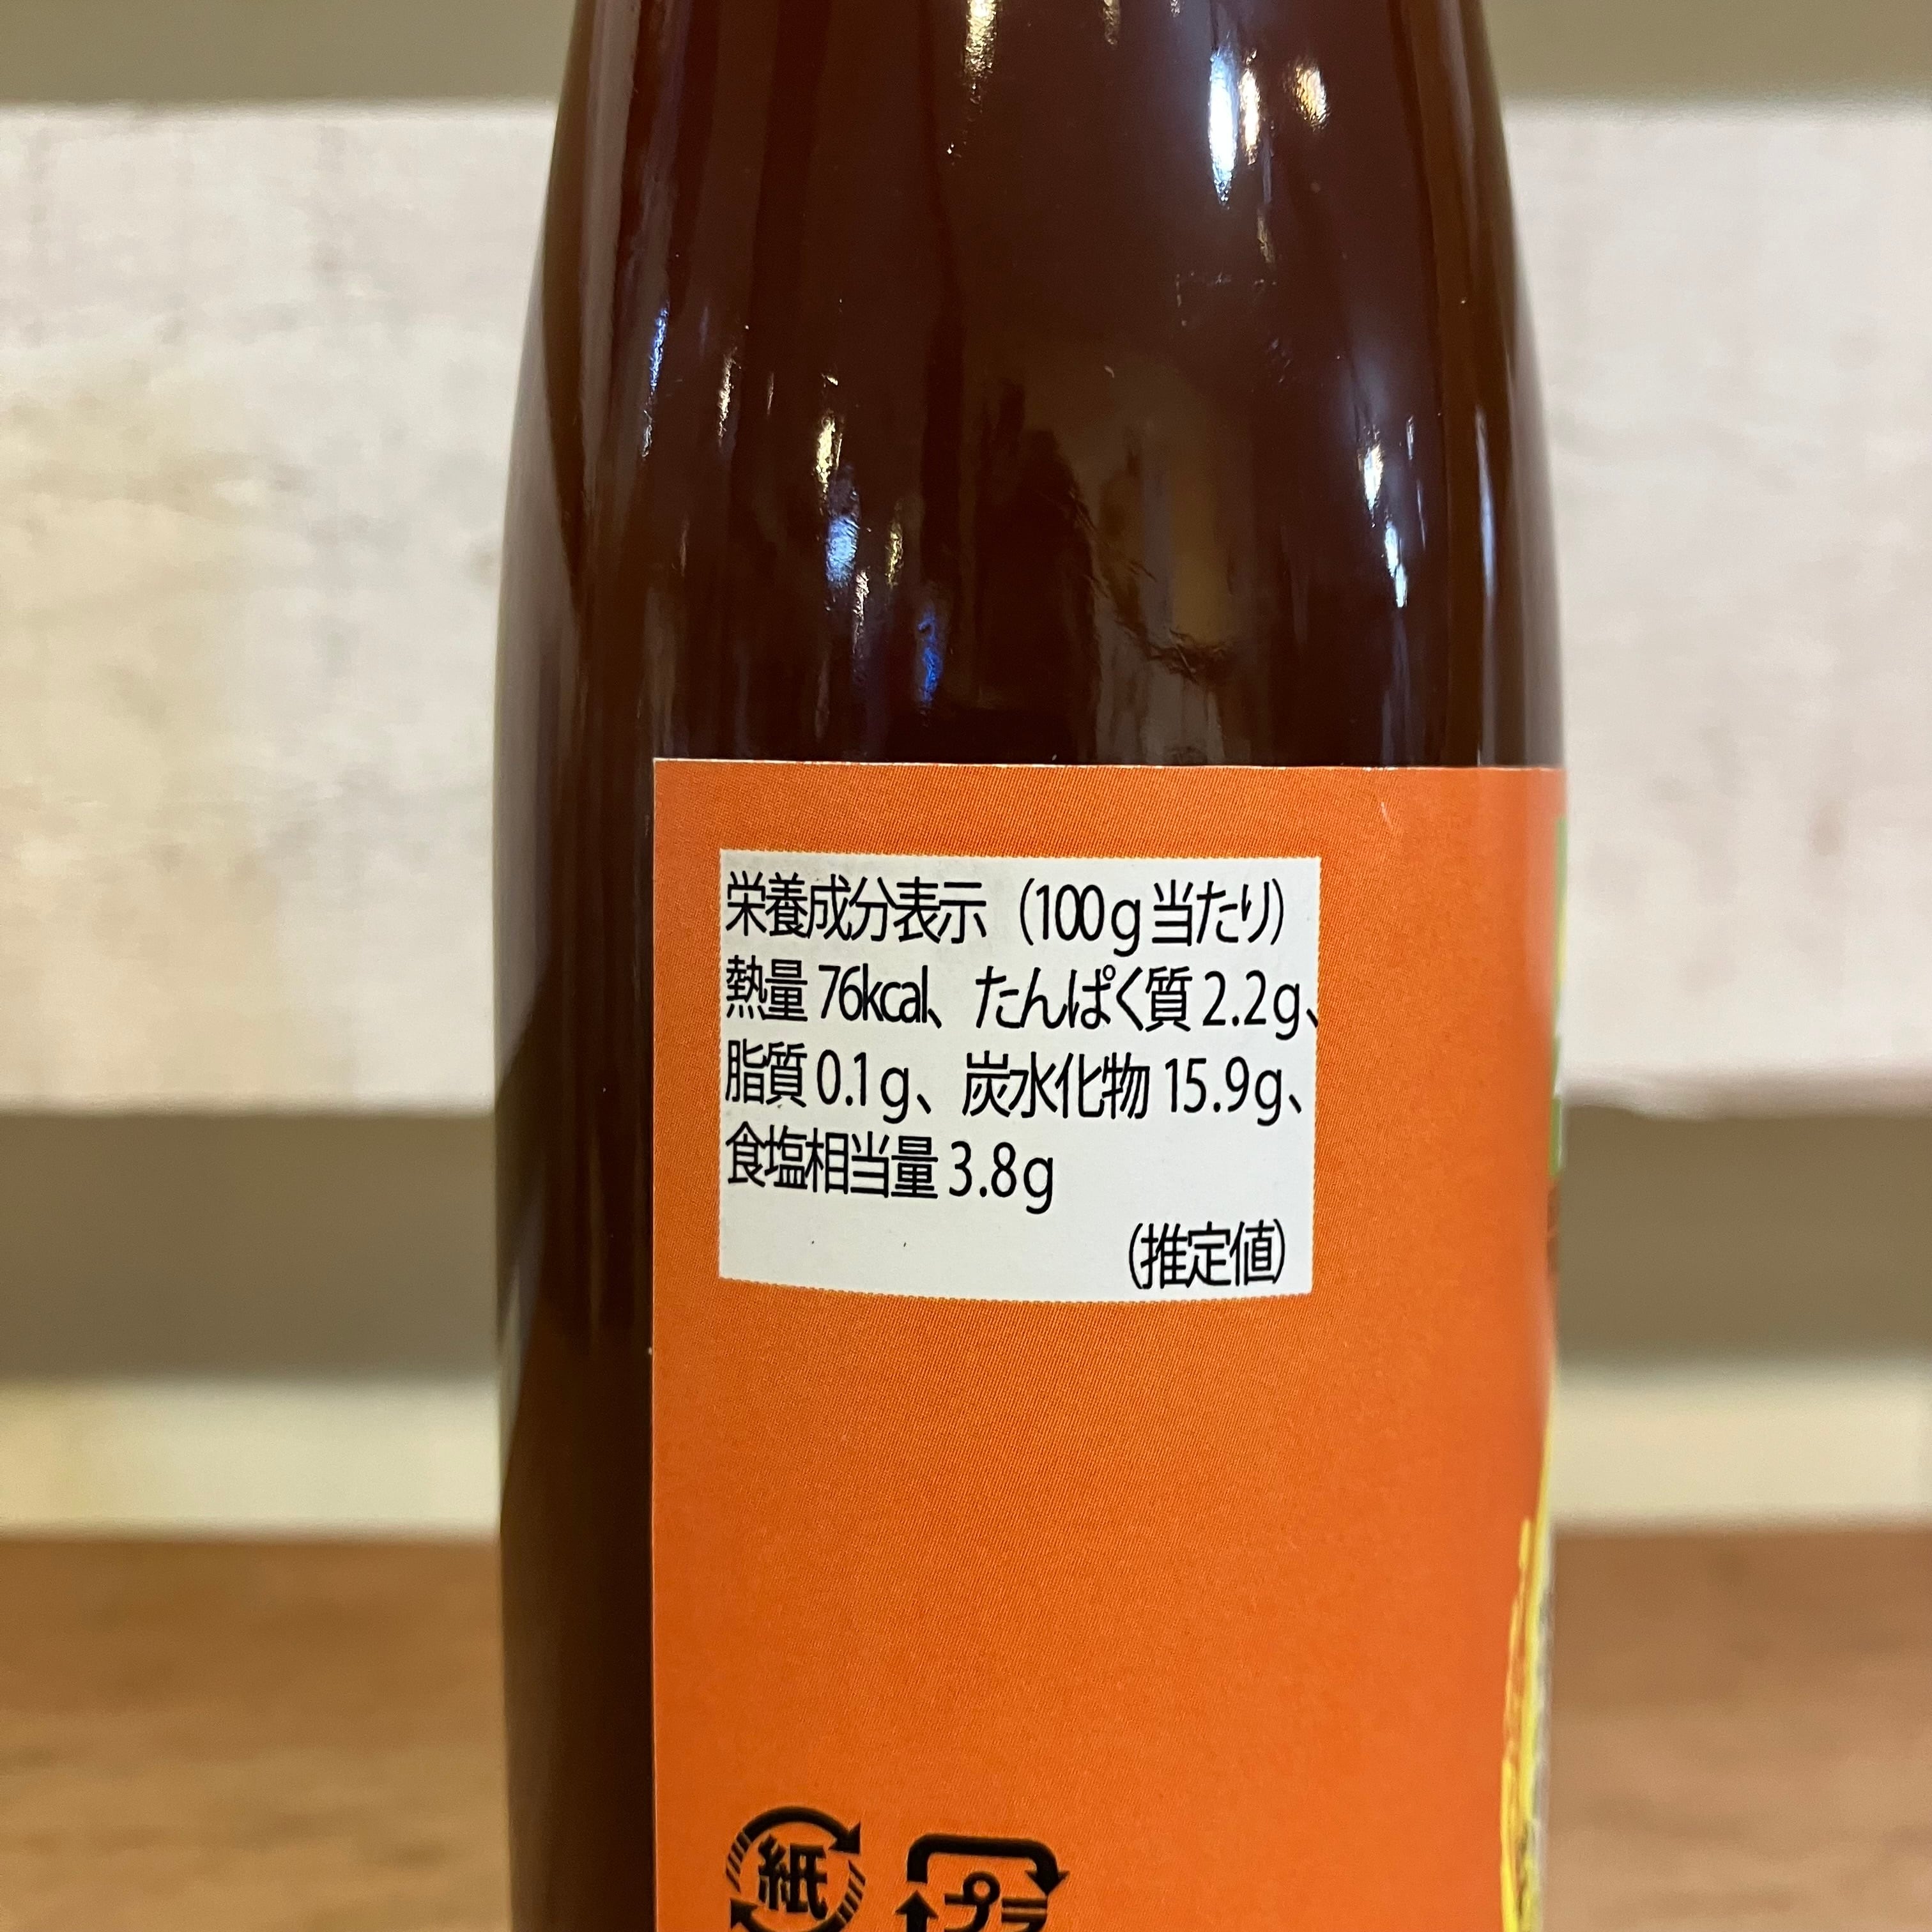 栄養成分表示（100g当たり）
熱量 76kcal、たんぱく質 2.2g、
脂質 0.1g、炭水化物 15.9g、
食塩相当量 3.8g
（推定値）
紙 プラ